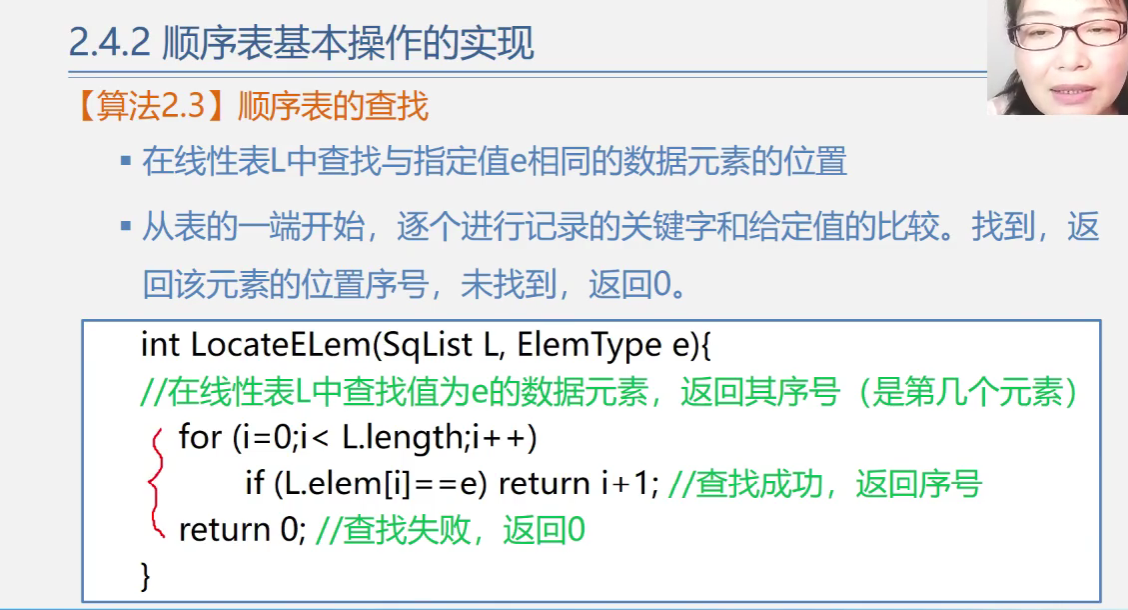 2.4.2 顺序表基本操作的实现
【算法2.3】顺序表的查找
▪ 在线性表L中查找与指定值e相同的数据元素的位置
▪ 从表的一端开始，逐个进行记录的关键字和给定值的比较。找到，返
回该元素的位置序号，未找到，返回0。
int LocateELem(SqList L, ElemType e){
//在线性表L中查找值为e的数据元素，返回其序号（是第几个元素）
for (i=0;i< L.length;i++)
if (L.elem[i]==e) return i+1; //查找成功，返回序号
return 0; //查找失败，返回0
}